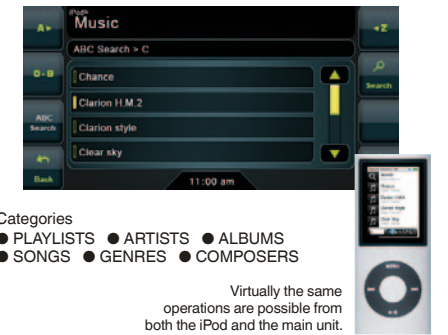 iPod
Music
A
Z
ABC Search > C
0-9
Search
Chance
Clarion H.M.2
ABC
Search
Clarion style
Clear sky
Back
11:00 am
MENU
Categories
● PLAYLISTS ● ARTISTS ● ALBUMS
● SONGS ● GENRES ● COMPOSERS
Virtually the same
operations are possible from
both the iPod and the main unit.